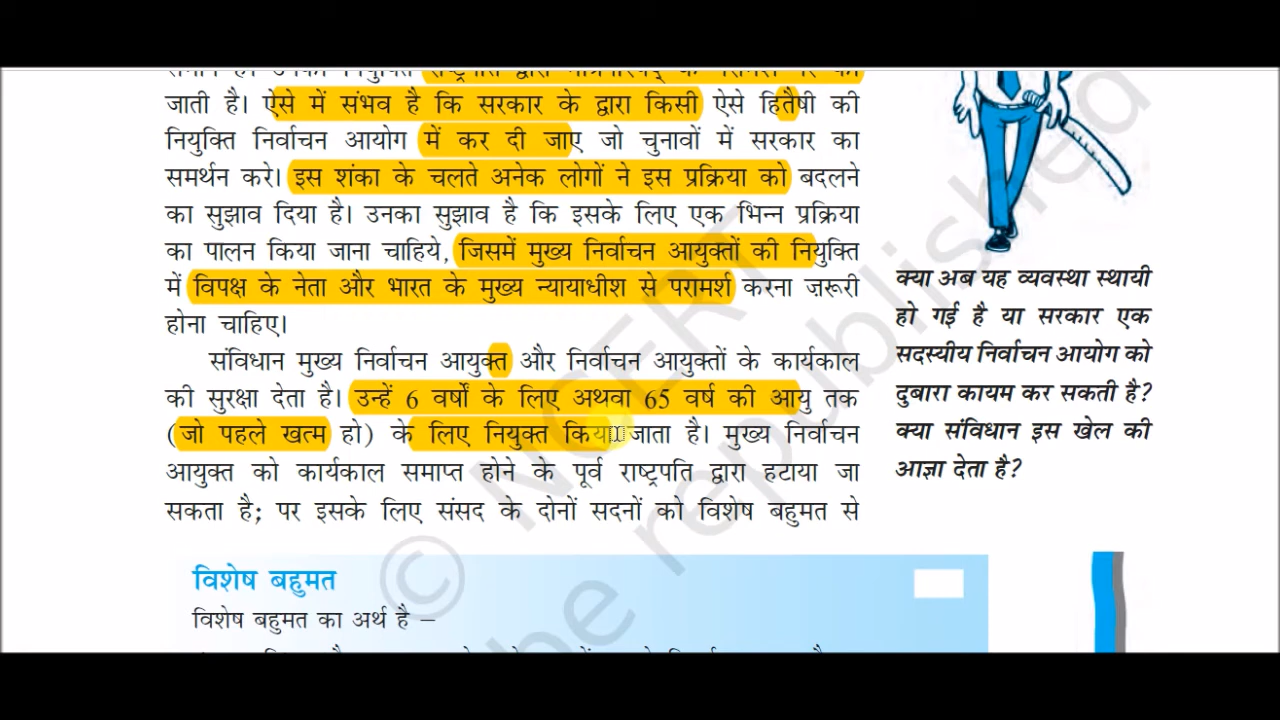 जाती है। ऐसे में संभव है कि सरकार के द्वारा किसी ऐसे हितैषी की
नियुक्ति निर्वाचन आयोग में कर दी जाए जो चुनावों में सरकार का
समर्थन करे। इस शंका के चलते अनेक लोगों ने इस प्रक्रिया को बदलने
का सुझाव दिया है। उनका सुझाव है कि इसके लिए एक भिन्न प्रक्रिया
का पालन किया जाना चाहिये, जिसमें मुख्य निर्वाचन आयुक्तों की नियुक्ति
में विपक्ष के नेता और भारत के मुख्य न्यायाधीश से परामर्श करना ज़रूरी
होना चाहिए।
संविधान मुख्य निर्वाचन आयुक्त और निर्वाचन आयुक्तों के कार्यकाल
की सुरक्षा देता है। उन्हें 6 वर्षों के लिए अथवा 65 वर्ष की आयु तक
(जो पहले खत्म हो) के लिए नियुक्त किया जाता है। मुख्य निर्वाचन
आयुक्त को कार्यकाल समाप्त होने के पूर्व राष्ट्रपति द्वारा हटाया जा
सकता है; पर इसके लिए संसद के दोनों सदनों को विशेष बहुमत से
क्या अब यह व्यवस्था स्थायी
हो गई है या सरकार एक
सदस्यीय निर्वाचन आयोग को
दुबारा कायम कर सकती है?
क्या संविधान इस खेल की
आज्ञा देता है?
विशेष बहुमत
विशेष बहुमत का अर्थ है –
© NCERT
be republished